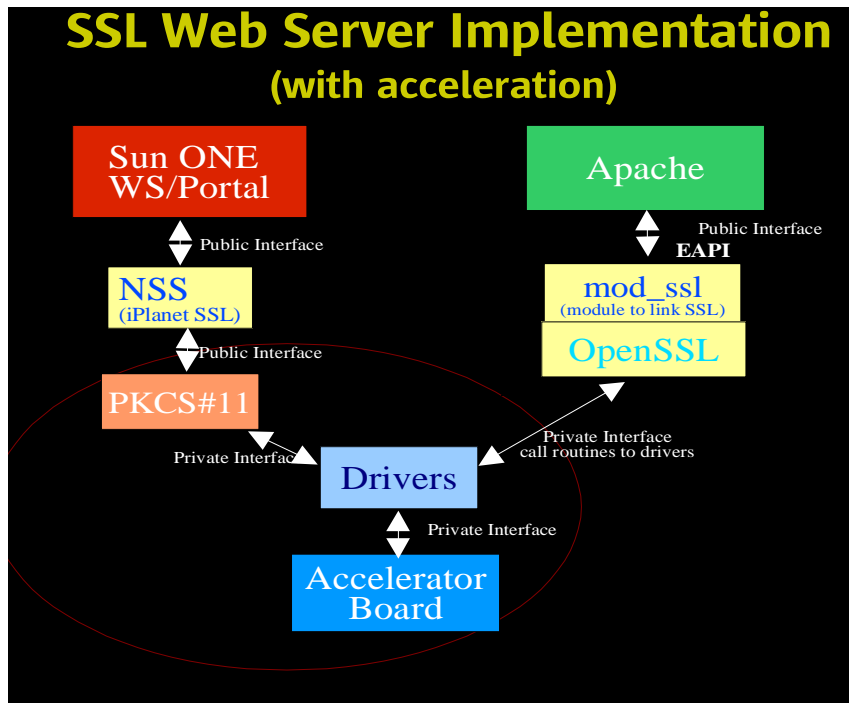 SSL Web Server Implementation
(with acceleration)
Sun ONE
WS/Portal
Apache
Public Interface
Public Interface
EAPI
NSS
(iPlanet SSL)
mod_ssl
(module to link SSL)
OpenSSL
Public Interface
PKCS#11
Private Interface
Private Interface
call routines to drivers
Drivers
Private Interface
Accelerator
Board